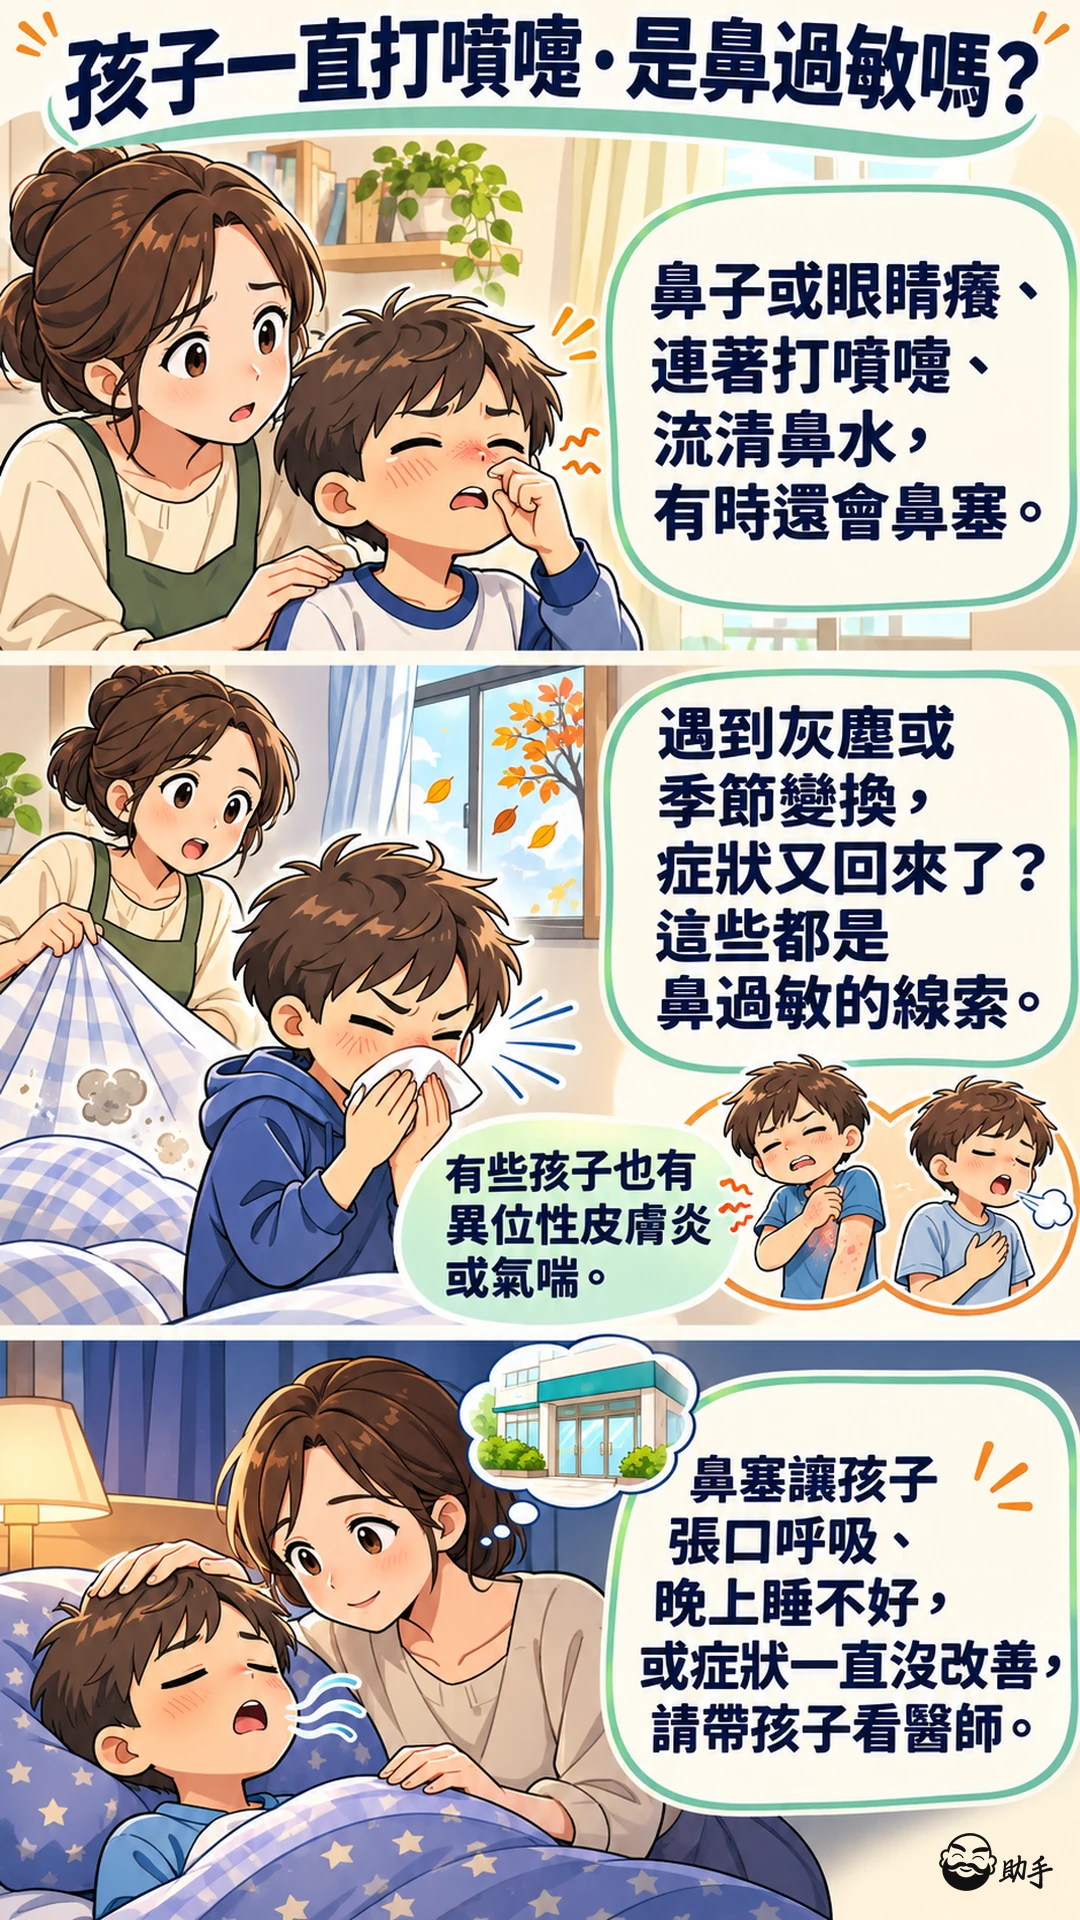 孩子一直打噴嚏·是鼻過敏嗎？
鼻子或眼睛癢、
連著打噴嚏、
流清鼻水，
有時還會鼻塞。
遇到灰塵或
季節變換，
症狀又回來了？
這些都是
鼻過敏的線索。
有些孩子也有
異位性皮膚炎
或氣喘。
鼻塞讓孩子
張口呼吸、
晚上睡不好，
或症狀一直沒改善，
請帶孩子看醫師。
助手